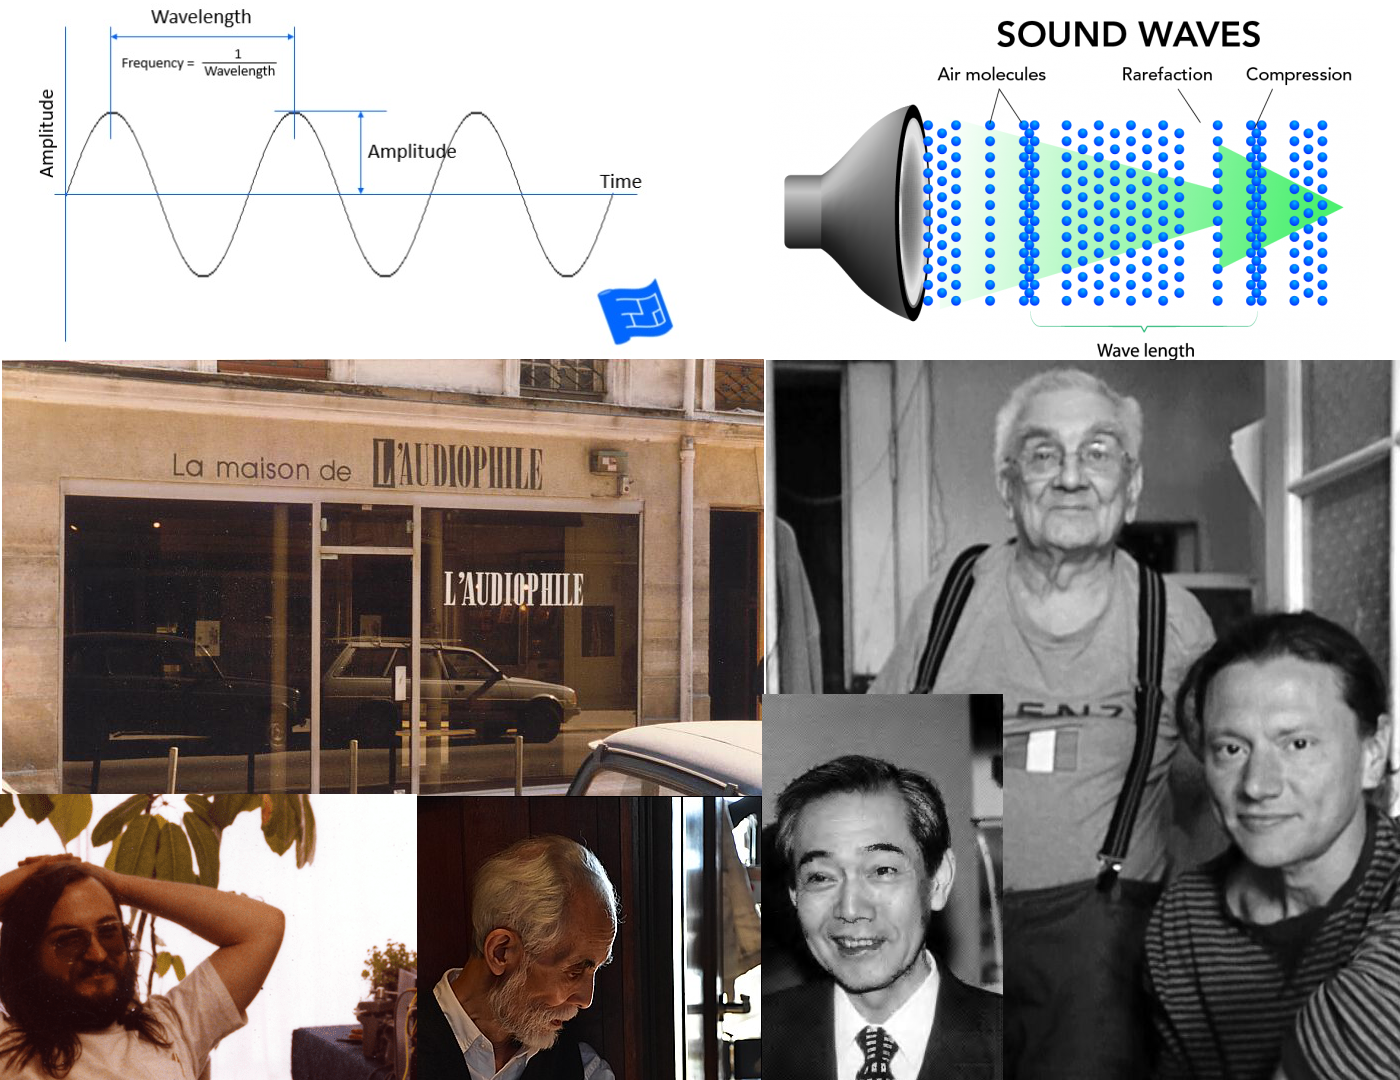 Wavelength
Frequency = 1
Wavelength
Amplitude
Amplitude
Time
SOUND WAVES
Air molecules
Rarefaction
Compression
Wave length
La maison de L'AUDIOPHILE
L'AUDIOPHILE
ENZ